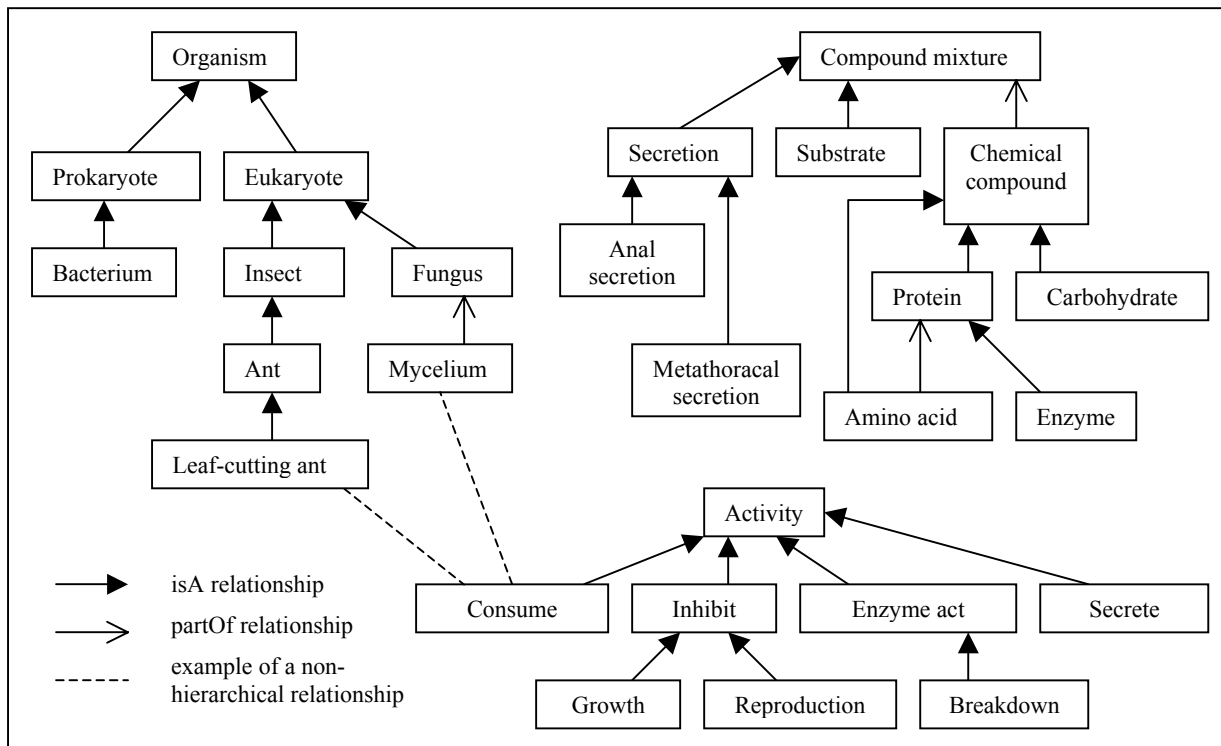 Organism
Compound mixture
Prokaryote
Eukaryote
Secretion
Substrate
Chemical
compound
Bacterium
Insect
Fungus
Anal
secretion
Protein
Carbohydrate
Ant
Mycelium
Metathoracal
secretion
Amino acid
Enzyme
Leaf-cutting ant
Activity
isA relationship
partOf relationship
example of a non-
hierarchical relationship
Consume
Inhibit
Enzyme act
Secrete
Growth
Reproduction
Breakdown